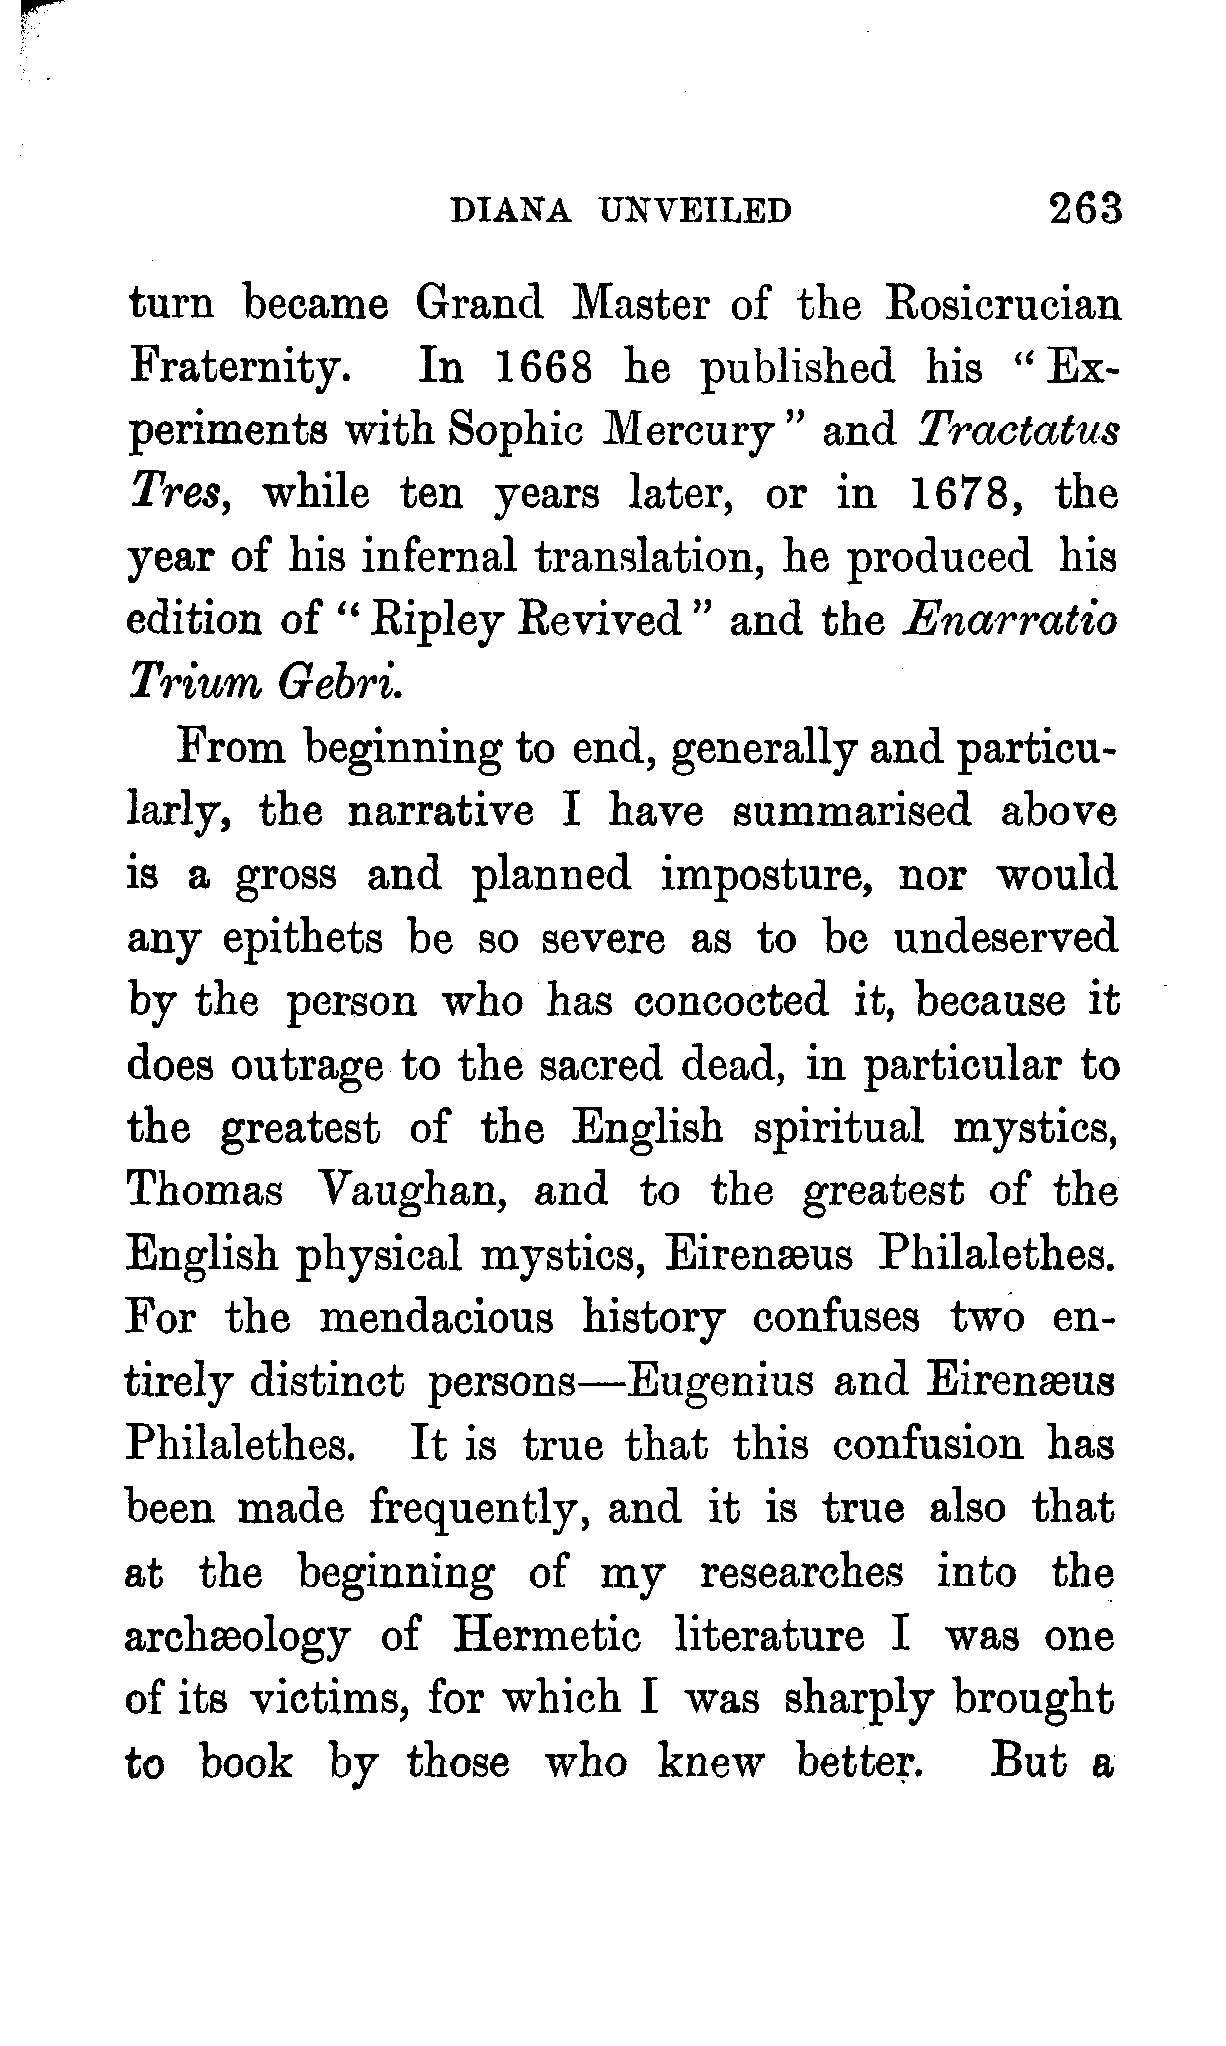 DIANA UNVEILED 263
turn became Grand Master of the Rosicrucian
Fraternity. In 1668 he published his “ Ex-
periments with Sophic Mercury ” and Tractatus
Tres, while ten years later, or in 1678, the
year of his infernal translation, he produced his
edition of “ Ripley Revived ” and the Enarratio
Trium Gebri.
From beginning to end, generally and particu-
larly, the narrative I have summarised above
is a gross and planned imposture, nor would
any epithets be so severe as to be undeserved
by the person who has concocted it, because it
does outrage to the sacred dead, in particular to
the greatest of the English spiritual mystics,
Thomas Vaughan, and to the greatest of the
English physical mystics, Eirenæus Philalethes.
For the mendacious history confuses two en-
tirely distinct persons—Eugenius and Eirenæus
Philalethes. It is true that this confusion has
been made frequently, and it is true also that
at the beginning of my researches into the
archæology of Hermetic literature I was one
of its victims, for which I was sharply brought
to book by those who knew better. But a